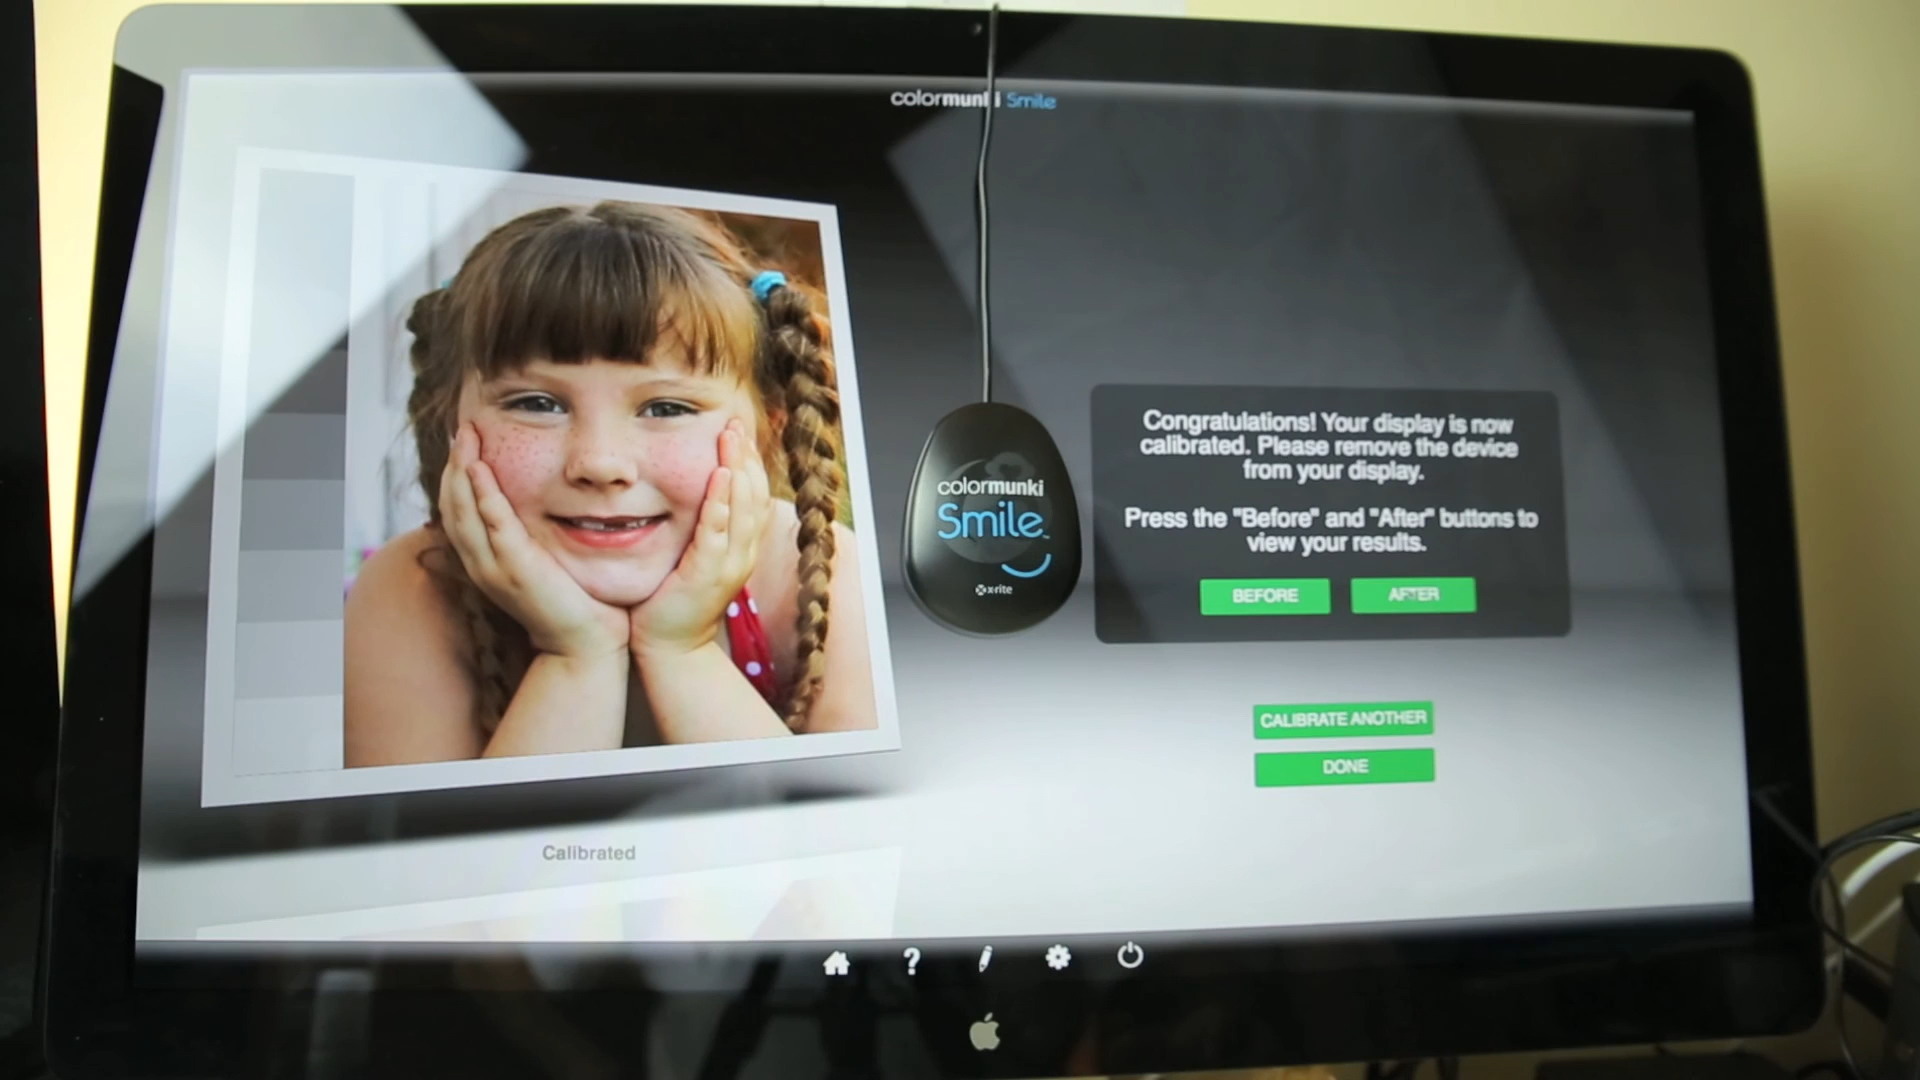 colormunki Smile
Congratulations! Your display is now
calibrated. Please remove the device
from your display.
Press the "Before" and "After" buttons to
view your results.
BEFORE
AFTER
colormunki
Smile
x-rite
CALIBRATE ANOTHER
DONE
Calibrated
?